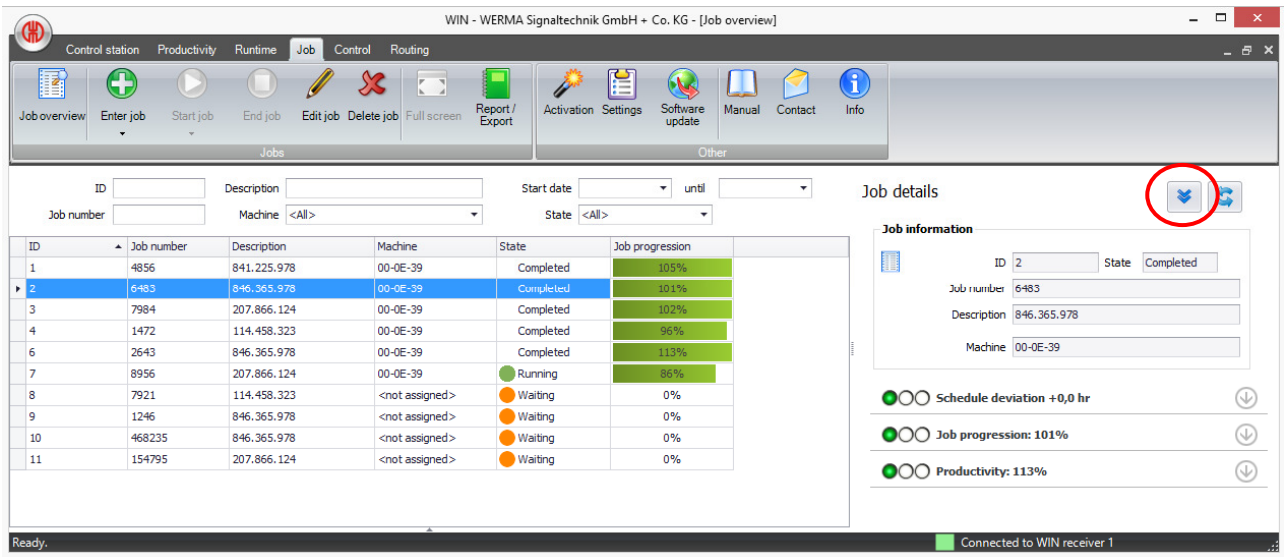 WIN - WERMA Signaltechnik GmbH + Co. KG - [Job overview]
Control station Productivity Runtime Job Control Routing
Job overview Enter job Start job End job Edit job Delete job Full screen Report / Export Activation Settings Software update Manual Contact Info
Jobs Other
ID Description Start date until
Job number Machine <All> State <All>
ID Job number Description Machine State Job progression
1 4856 841.225.978 00-0E-39 Completed 105%
2 6483 846.365.978 00-0E-39 Completed 101%
3 7984 207.866.124 00-0E-39 Completed 102%
4 1472 114.458.323 00-0E-39 Completed 96%
6 2643 846.365.978 00-0E-39 Completed 113%
7 8956 207.866.124 00-0E-39 Running 86%
8 7921 114.458.323 <not assigned> Waiting 0%
9 1246 846.365.978 <not assigned> Waiting 0%
10 468235 846.365.978 <not assigned> Waiting 0%
11 154795 207.866.124 <not assigned> Waiting 0%
Job details
Job information
ID 2 State Completed
Job number 6483
Description 846.365.978
Machine 00-0E-39
Schedule deviation +0,0 hr
Job progression: 101%
Productivity: 113%
Ready. Connected to WIN receiver 1